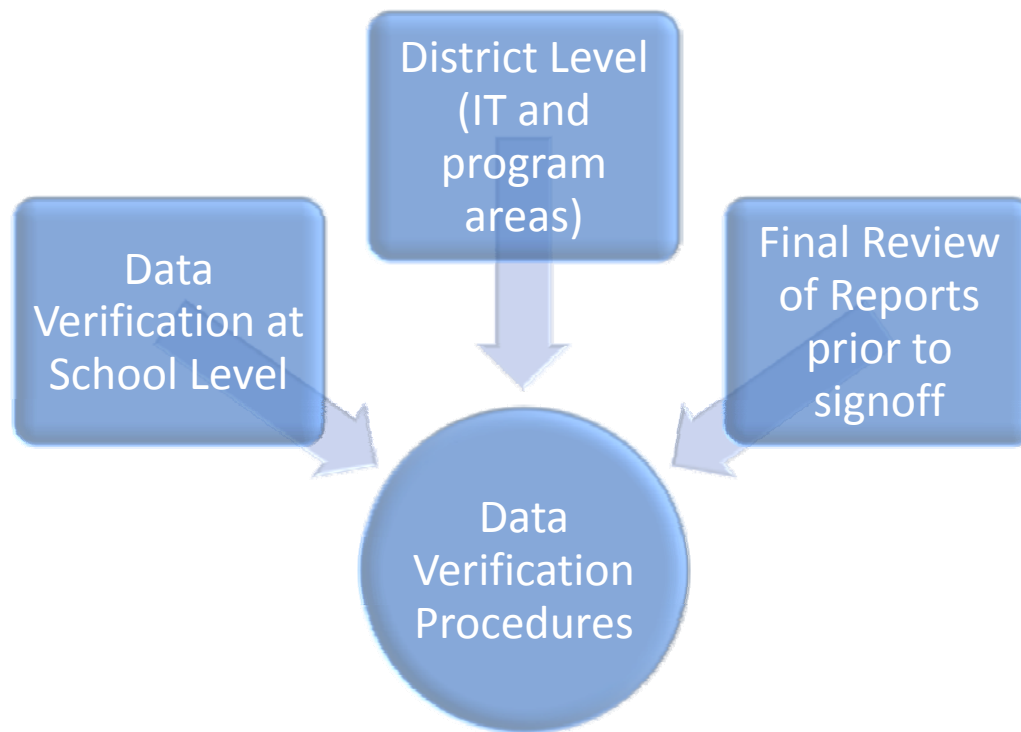 District Level
(IT and
program
areas)
Data
Verification at
School Level
Final Review
of Reports
prior to
signoff
Data
Verification
Procedures